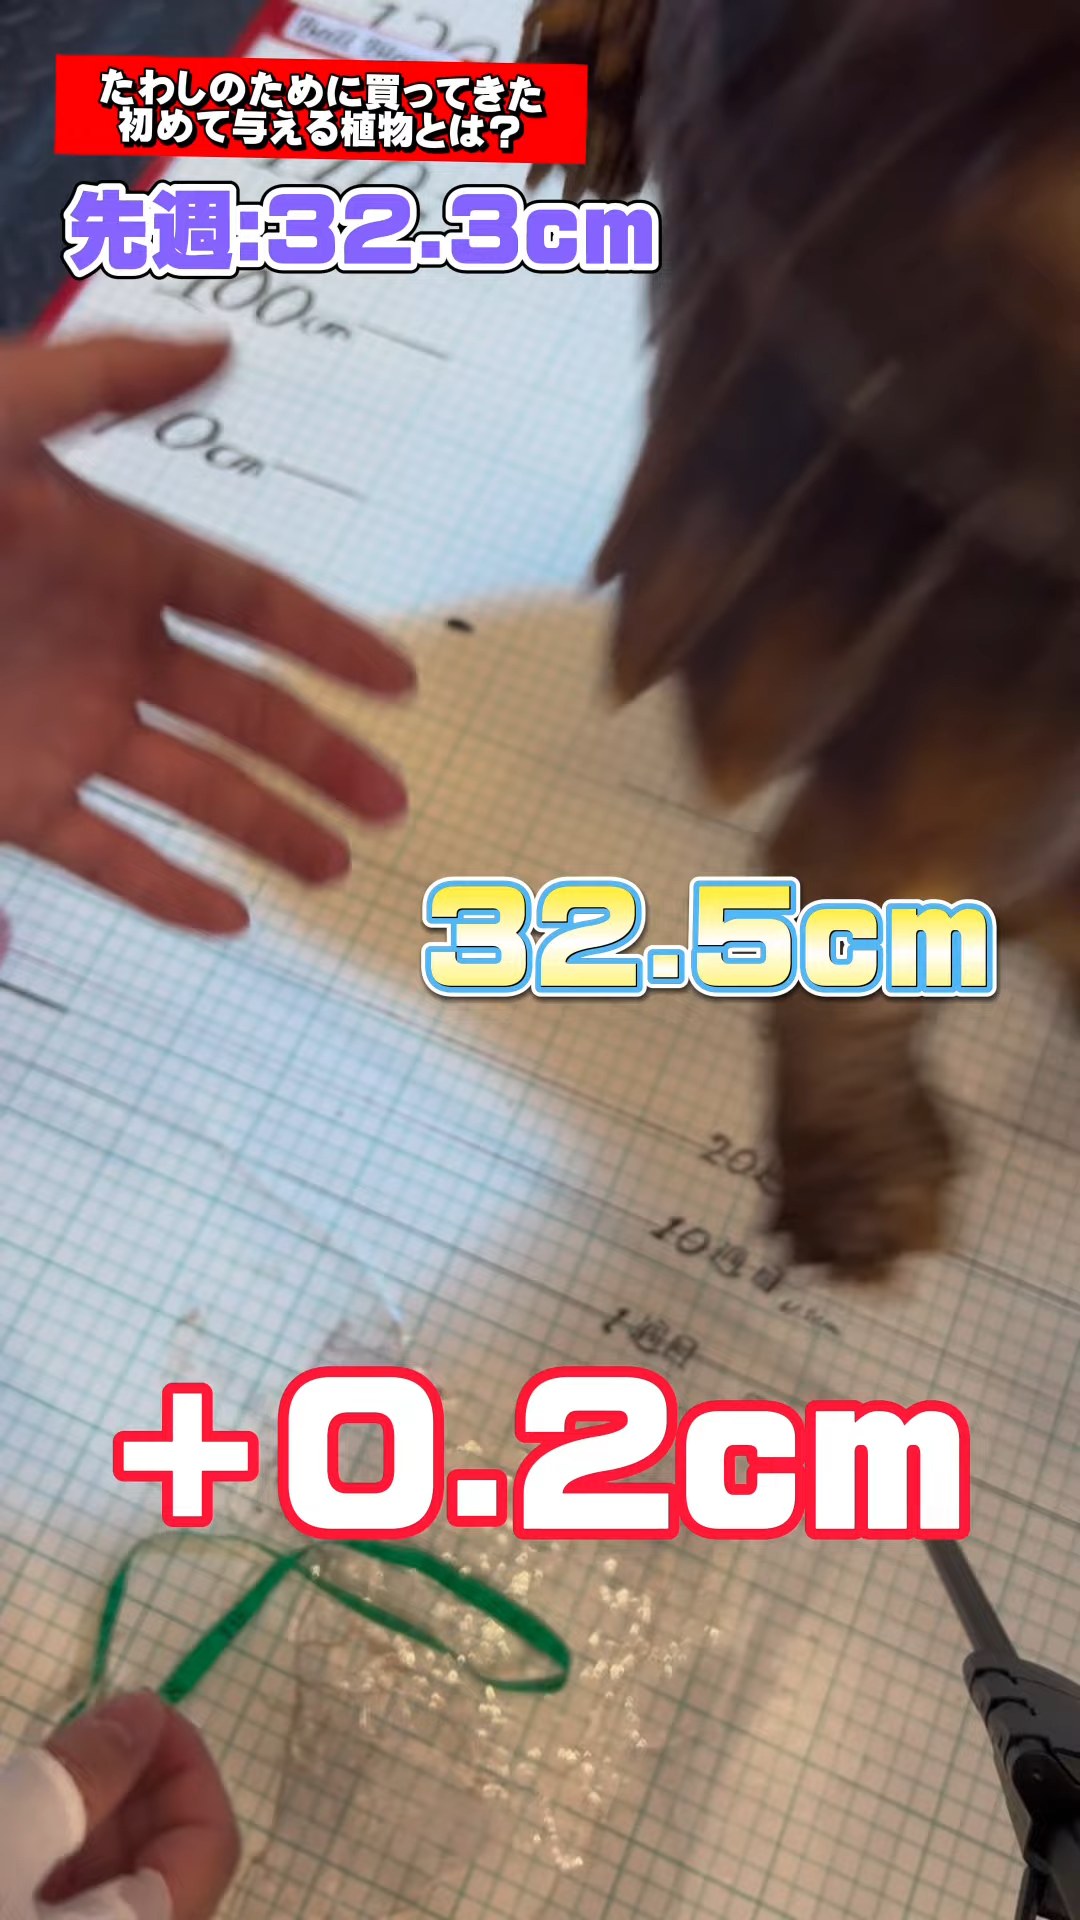 たわしのために買ってきた
初めて与える植物とは？
先週:32.3cm
100cm
32.5cm
10週目
1週目
+0.2cm